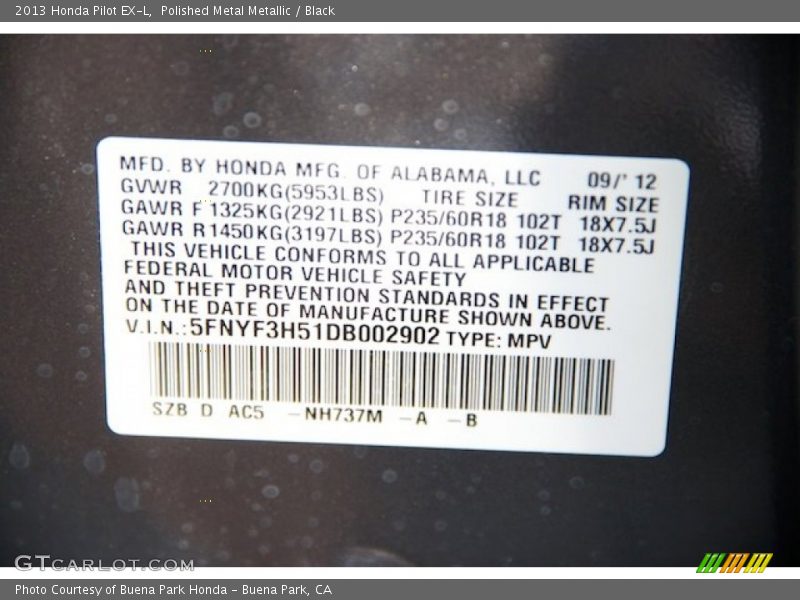 2013 Honda Pilot EX-L, Polished Metal Metallic / Black
MFD. BY HONDA MFG. OF ALABAMA, LLC 09/' 12
GVWR 2700KG(5953LBS) TIRE SIZE RIM SIZE
GAWR F 1325KG(2921LBS) P235/60R18 102T 18X7.5J
GAWR R 1450KG(3197LBS) P235/60R18 102T 18X7.5J
THIS VEHICLE CONFORMS TO ALL APPLICABLE
FEDERAL MOTOR VEHICLE SAFETY
AND THEFT PREVENTION STANDARDS IN EFFECT
ON THE DATE OF MANUFACTURE SHOWN ABOVE.
V.I.N.: 5FNYF3H51DB002902 TYPE: MPV
SZB D AC5 -NH737M -A -B
GTCARLOT.COM
Photo Courtesy of Buena Park Honda - Buena Park, CA